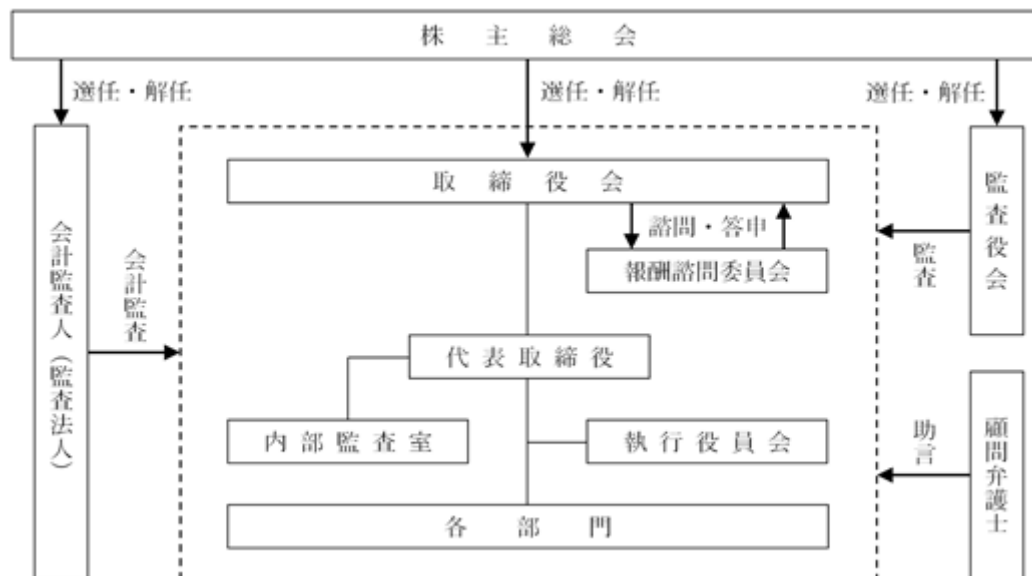 株主総会
選任・解任
選任・解任
選任・解任
取締役会
諮問・答申
報酬諮問委員会
監査役会
監査
会計監査人（監査法人）
会計監査
代表取締役
内部監査室
執行役員会
助言
顧問弁護士
各部門